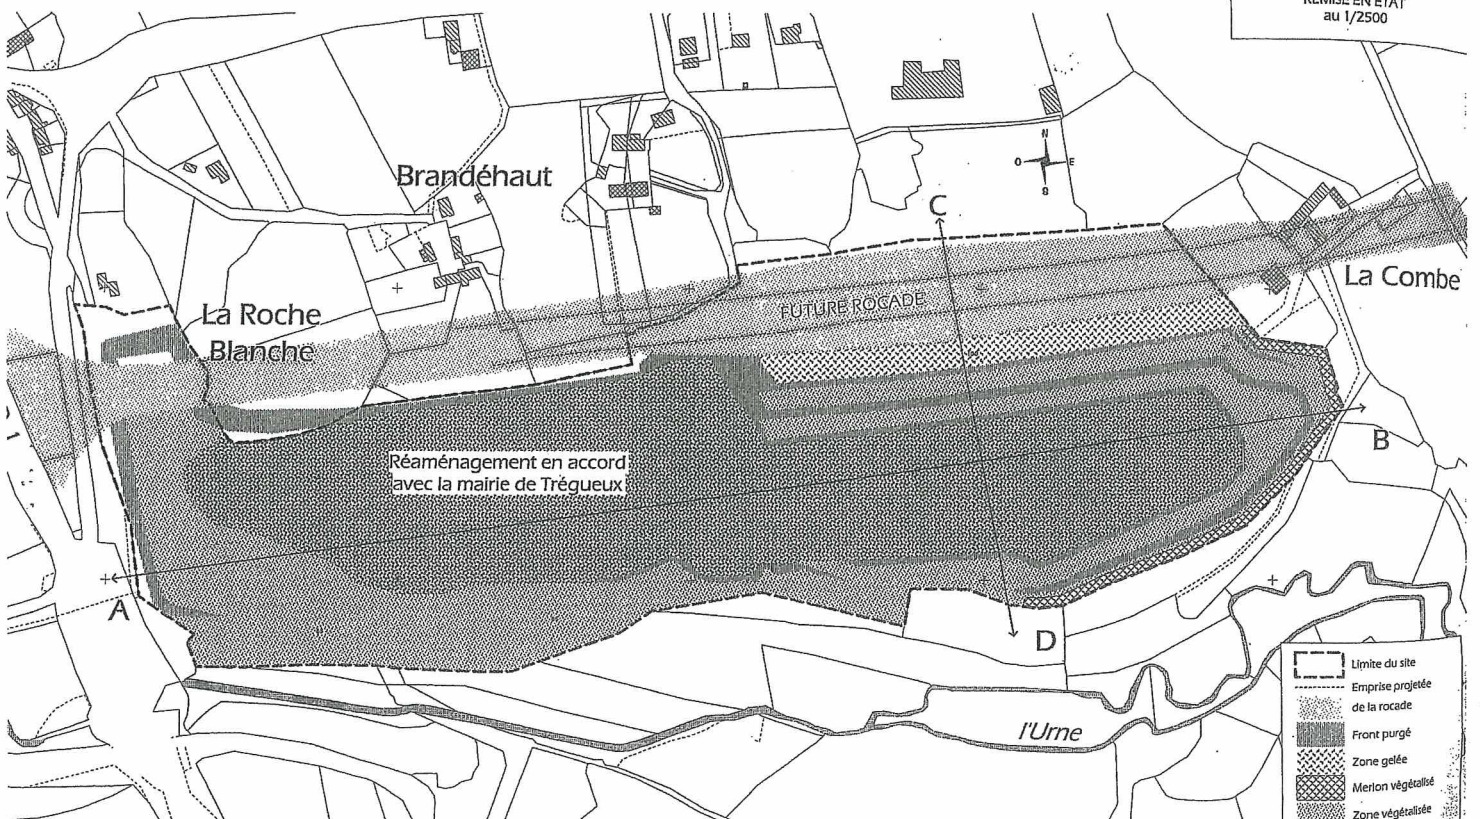 REMISE EN ETAT
au 1/2500
N
O
E
S
Brandéhaut
C
La Combe
La Roche
Blanche
FUTURE ROCADE
B
Réaménagement en accord
avec la mairie de Trégueux
A
D
l'Urne
Limite du site
Emprise projetée
de la rocade
Front purgé
Zone gelée
Merlon végétalisé
Zone végétalisée